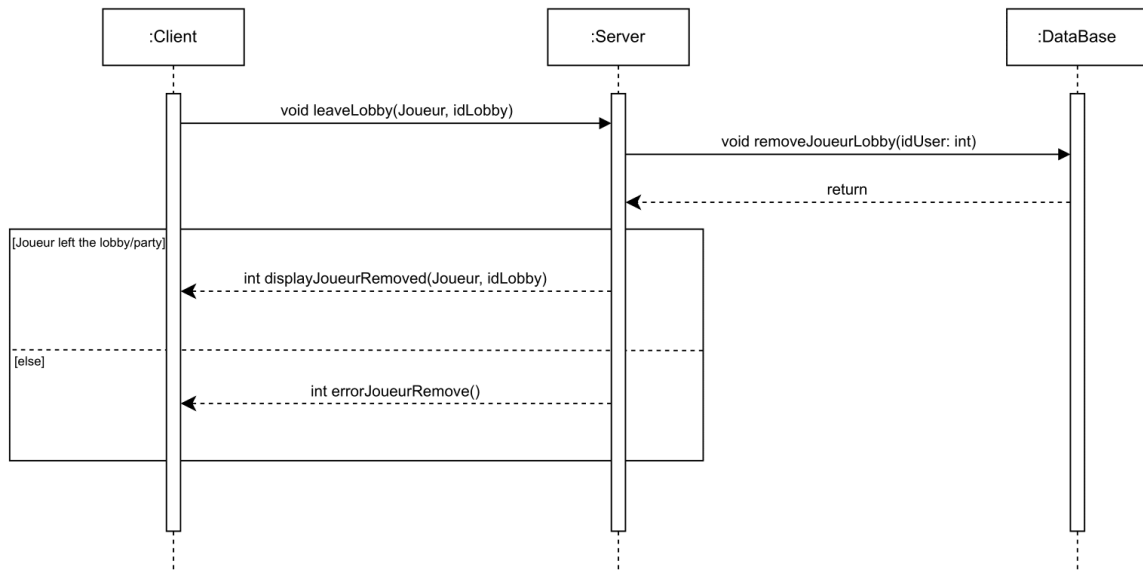 :Client
:Server
:DataBase
void leaveLobby(Joueur, idLobby)
void removeJoueurLobby(idUser: int)
return
[Joueur left the lobby/party]
int displayJoueurRemoved(Joueur, idLobby)
[else]
int errorJoueurRemove()